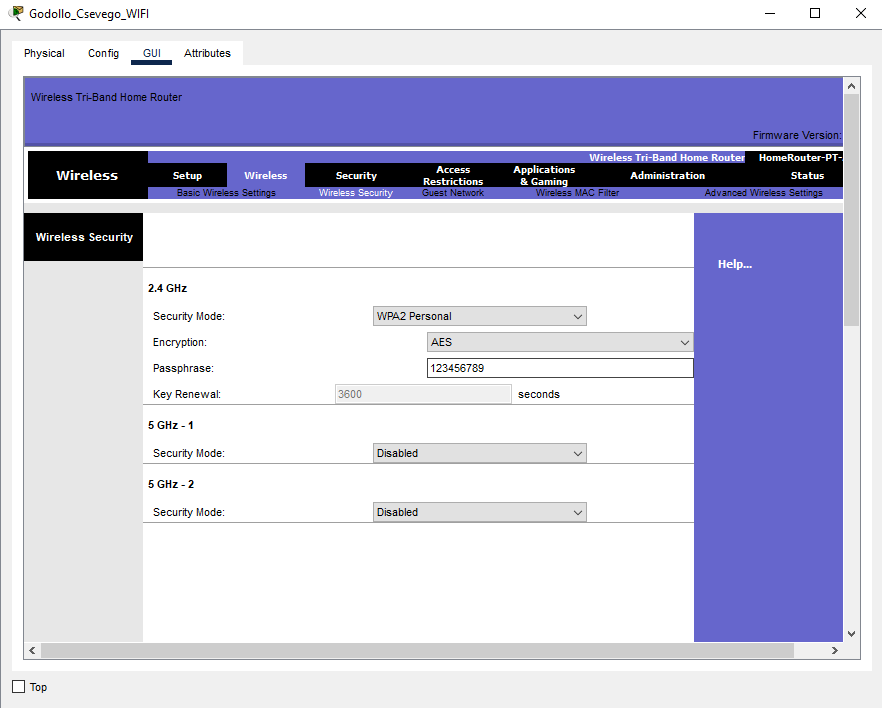 Godollo_Csevego_WIFI
Physical Config GUI Attributes
Wireless Tri-Band Home Router
Firmware Version:
Wireless Tri-Band Home Router HomeRouter-PT-
Wireless
Setup Wireless Security Access Restrictions Applications & Gaming Administration Status
Basic Wireless Settings Wireless Security Guest Network Wireless MAC Filter Advanced Wireless Settings
Wireless Security
Help...
2.4 GHz
Security Mode: WPA2 Personal
Encryption: AES
Passphrase: 123456789
Key Renewal: 3600 seconds
5 GHz - 1
Security Mode: Disabled
5 GHz - 2
Security Mode: Disabled
Top